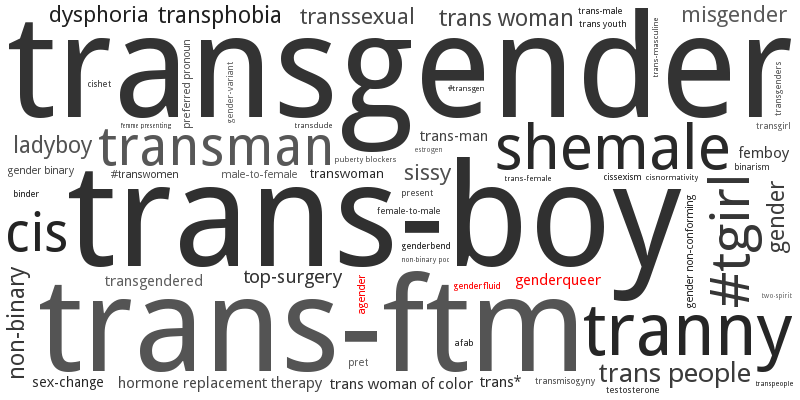 dysphoria
transphobia
transsexual
trans woman
trans-male
trans youth
misgender
transgender
trans-masculine
preferred pronoun
gender-variant
cishet
#transgen
transgenders
femme presenting
transdude
transgirl
ladyboy
transman
trans-man
estrogen
shemale
femboy
puberty blockers
gender binary
#transwomen
male-to-female
transwoman
sissy
trans-female
cissexism
cisnormativity
binarism
binder
present
trans-boy
female-to-male
cis
genderbend
non-binary poc
gender non-conforming
#tgirl
gender
non-binary
transgendered
top-surgery
agender
genderfluid
genderqueer
two-spirit
trans-ftm
tranny
afab
pret
trans people
sex-change
hormone replacement therapy
trans woman of color
trans*
transmisogyny
testosterone
transpeople